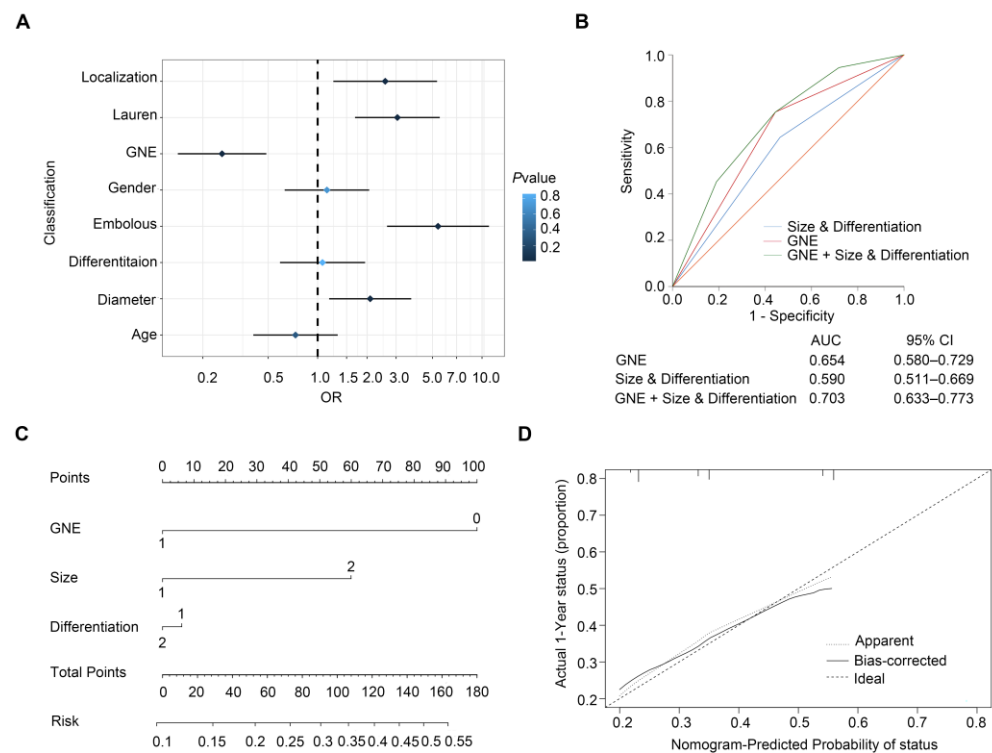 A
Classification
Localization
Lauren
GNE
Gender
Embolous
Differentitaion
Diameter
Age
0.2 0.5 1.0 1.5 2.0 3.0 5.0 7.0 10.0
OR
Pvalue
0.8
0.6
0.4
0.2
B
Sensitivity
1.0
0.8
0.6
0.4
0.2
0.0
Size & Differentiation
GNE
GNE + Size & Differentiation
0.0 0.2 0.4 0.6 0.8 1.0
1 - Specificity
AUC 95% CI
GNE 0.654 0.580–0.729
Size & Differentiation 0.590 0.511–0.669
GNE + Size & Differentiation 0.703 0.633–0.773
C
Points
0 10 20 30 40 50 60 70 80 90 100
GNE
0
1
Size
2
1
Differentiation
1
2
Total Points
0 20 40 60 80 100 120 140 160 180
Risk
0.1 0.15 0.2 0.25 0.3 0.35 0.4 0.45 0.5 0.55
D
Actual 1-Year status (proportion)
0.8
0.7
0.6
0.5
0.4
0.3
0.2
Apparent
Bias-corrected
Ideal
0.2 0.3 0.4 0.5 0.6 0.7 0.8
Nomogram-Predicted Probability of status